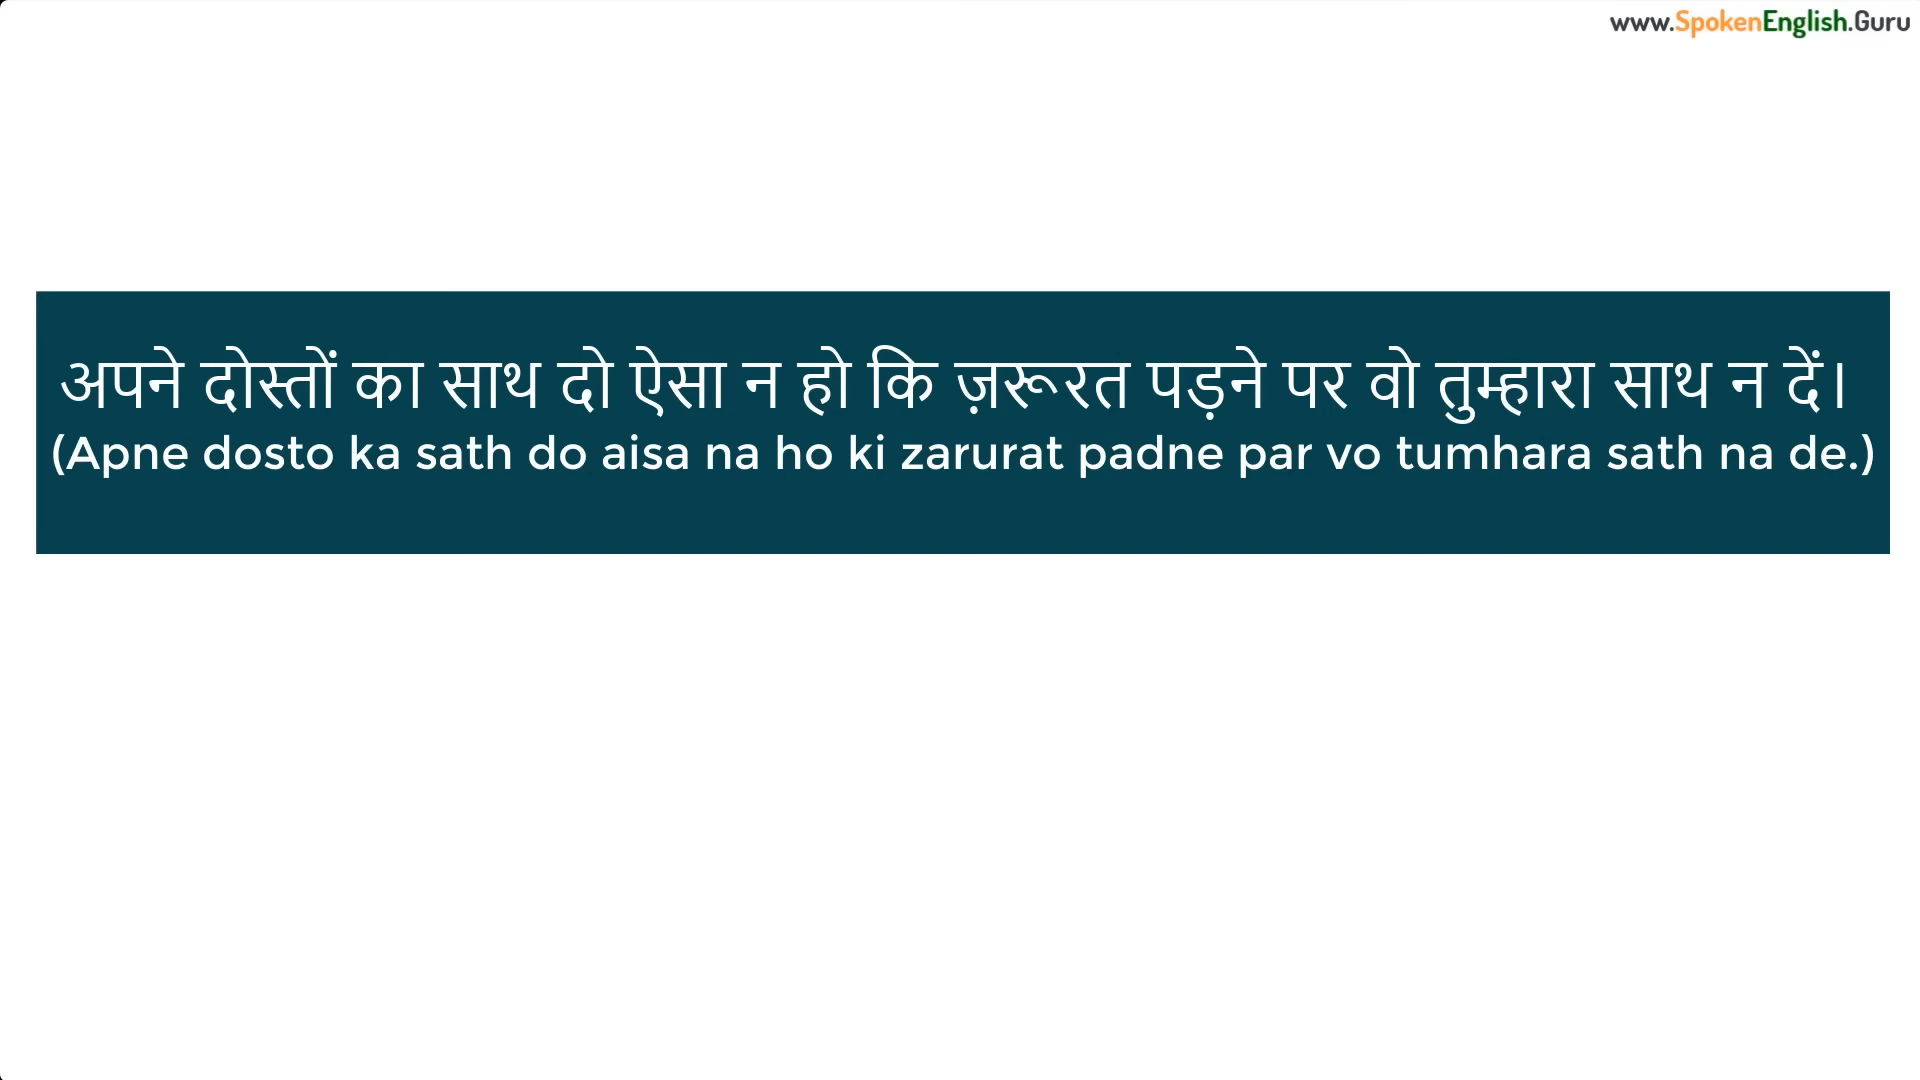 www.SpokenEnglish.Guru
अपने दोस्तों का साथ दो ऐसा न हो कि ज़रूरत पड़ने पर वो तुम्हारा साथ न दें।
(Apne dosto ka sath do aisa na ho ki zarurat padne par vo tumhara sath na de.)